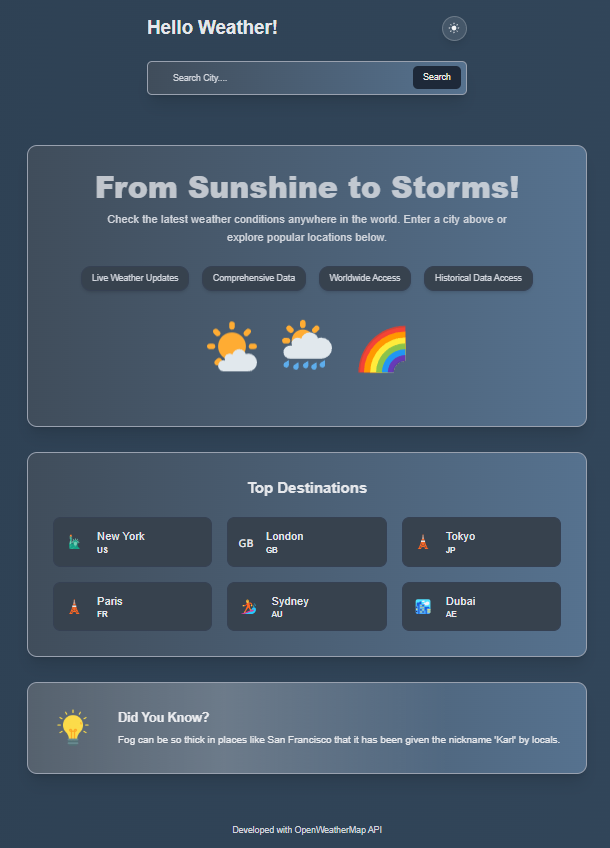 Hello Weather!
Search City....
Search
From Sunshine to Storms!
Check the latest weather conditions anywhere in the world. Enter a city above or
explore popular locations below.
Live Weather Updates
Comprehensive Data
Worldwide Access
Historical Data Access
Top Destinations
New York
US
GB
London
GB
Tokyo
JP
Paris
FR
Sydney
AU
Dubai
AE
Did You Know?
Fog can be so thick in places like San Francisco that it has been given the nickname 'Karl' by locals.
Developed with OpenWeatherMap API